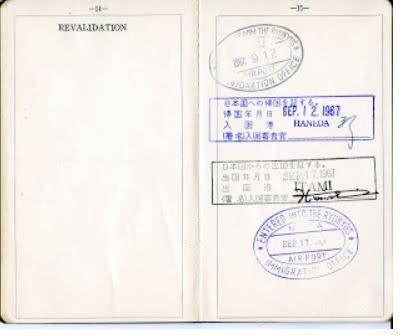 —14—
REVALIDATION
—15—
FROM THE RYUKYUS
1967. 9. 12
AIRPORT
IMMIGRATION OFFICE
日本国への帰国を証する。
帰国年月日 SEP. 12. 1967
入国港 HANEDA
(署名)入国審査官
日本国からの出国を証する。
出国年月日 SEP 17. 1967
出国港 ITAMI
(署名)入国審査官
ENTERED INTO THE RYUKYUS
N A
SEP 17
AIRPORT
IMMIGRATION OFFICE